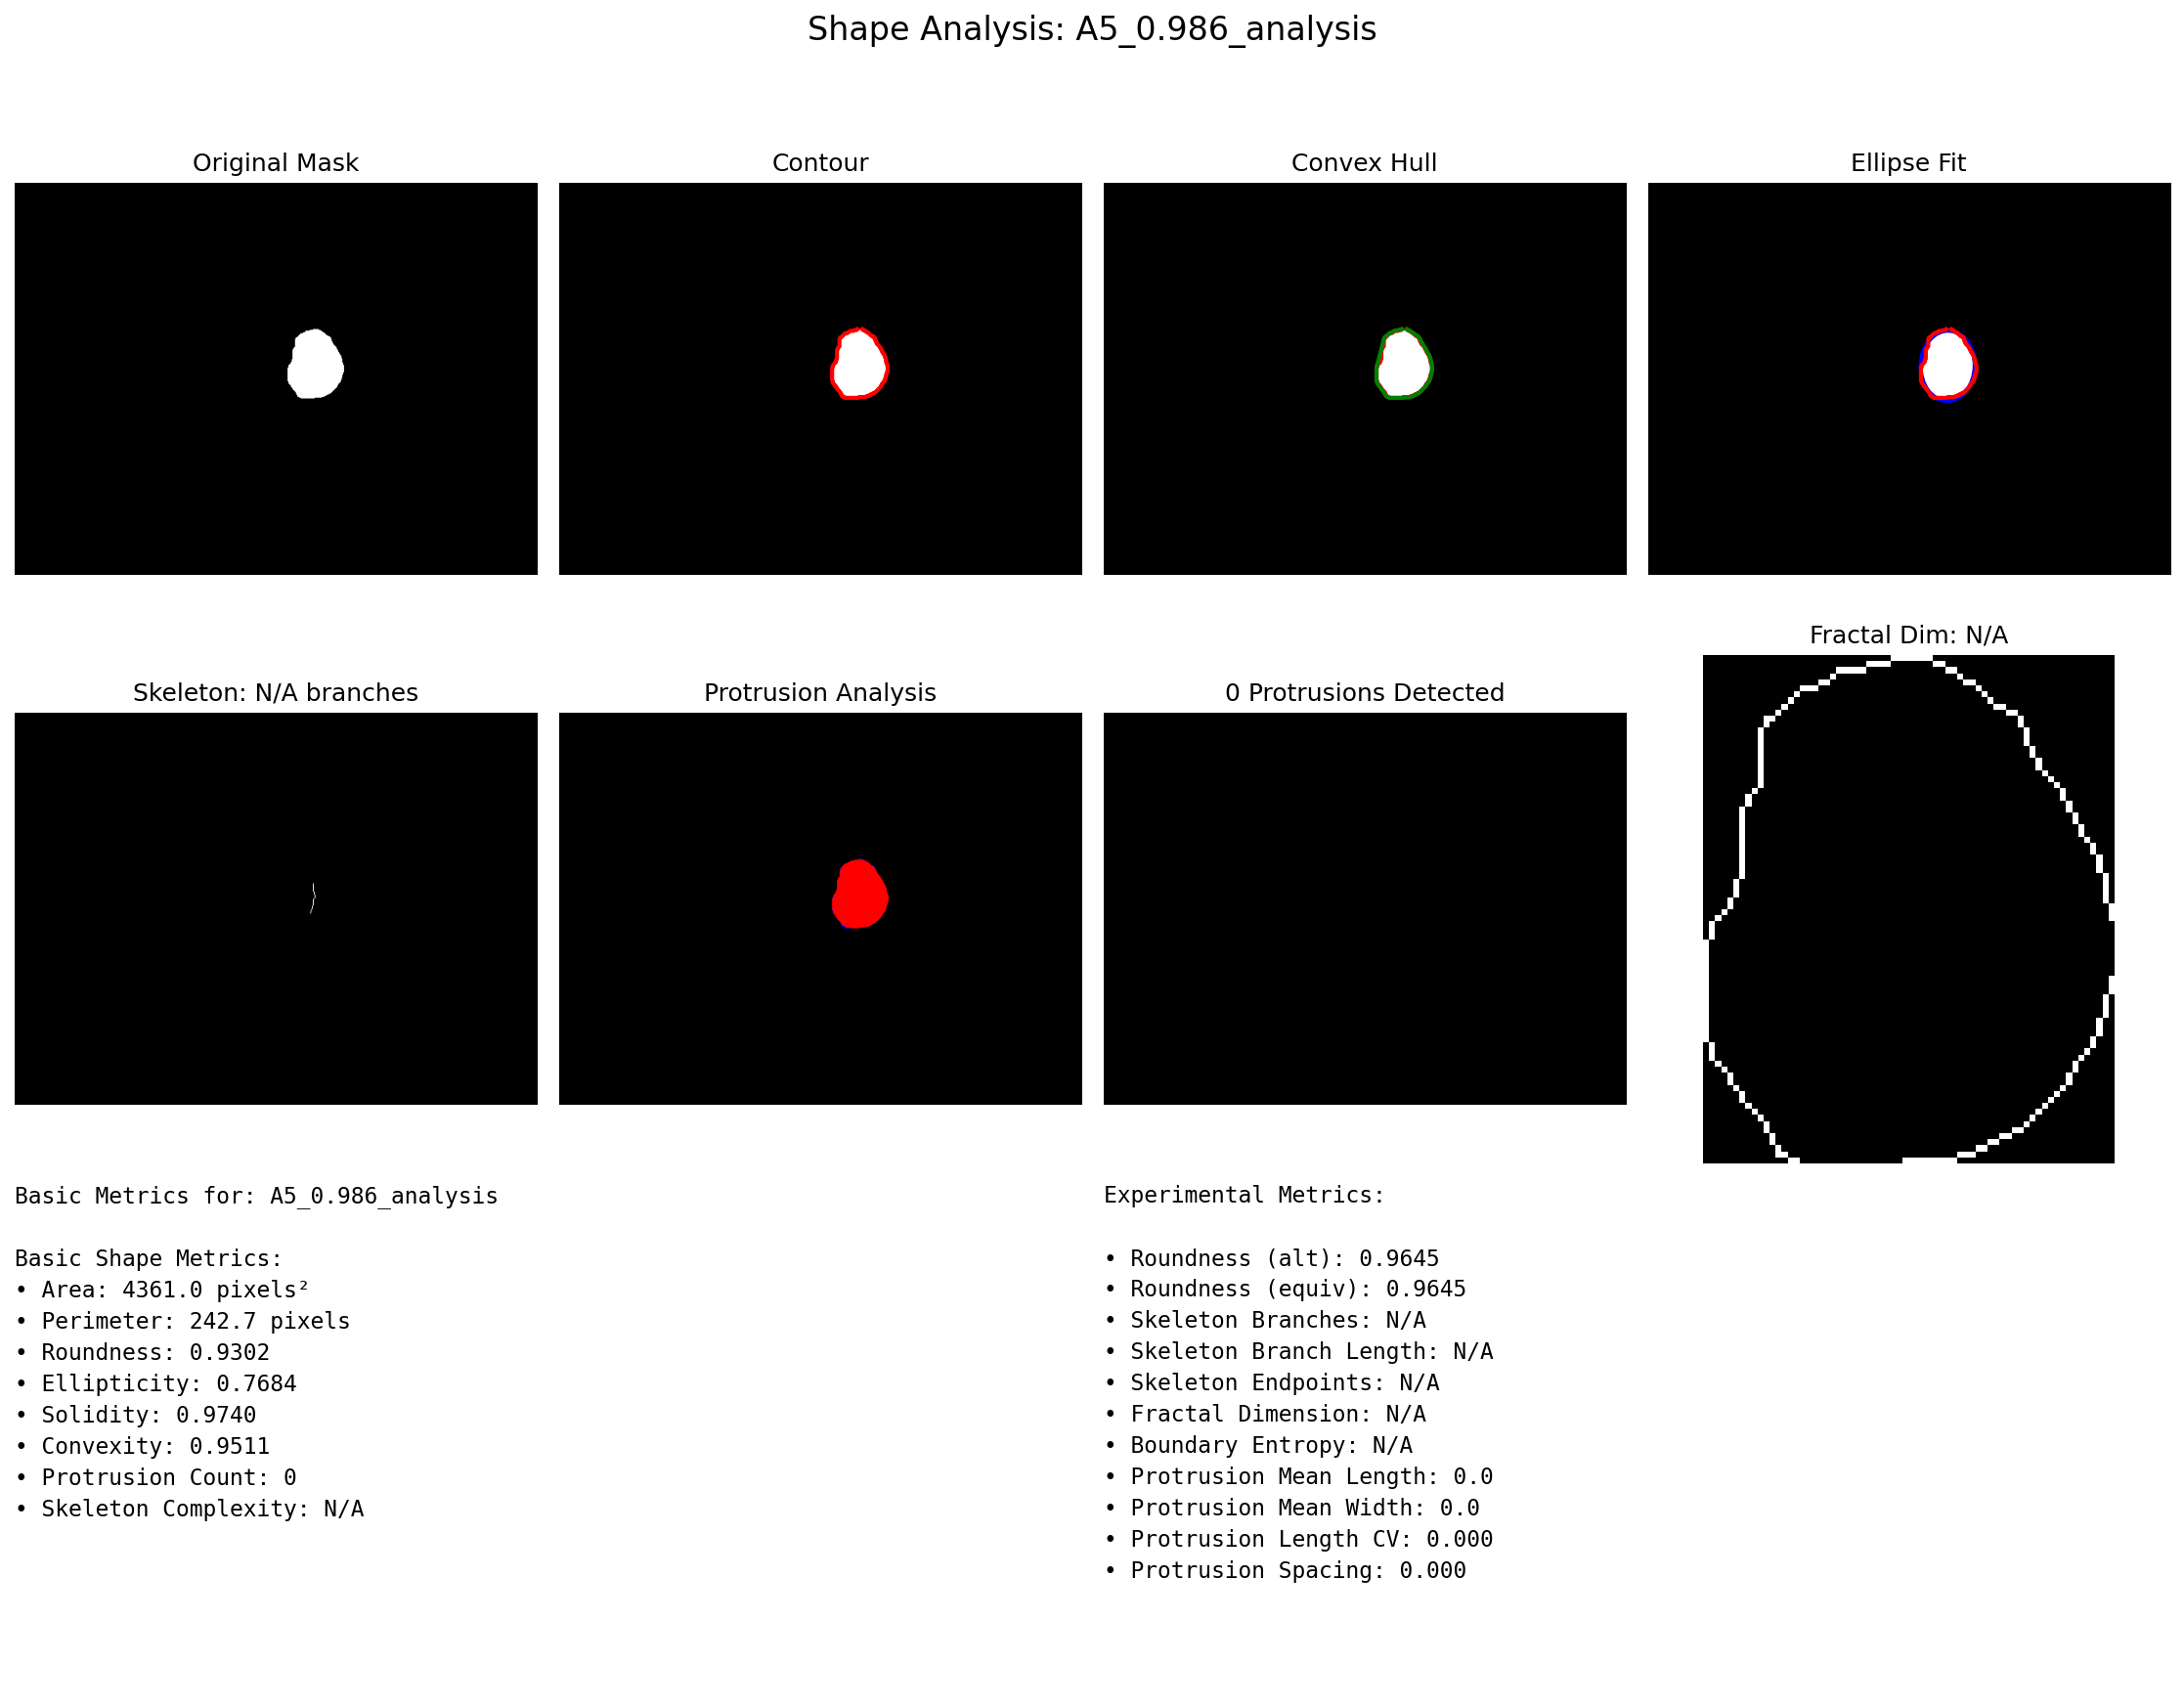 Shape Analysis: A5_0.986_analysis
Original Mask
Contour
Convex Hull
Ellipse Fit
Skeleton: N/A branches
Protrusion Analysis
0 Protrusions Detected
Fractal Dim: N/A
Basic Metrics for: A5_0.986_analysis
Basic Shape Metrics:
• Area: 4361.0 pixels²
• Perimeter: 242.7 pixels
• Roundness: 0.9302
• Ellipticity: 0.7684
• Solidity: 0.9740
• Convexity: 0.9511
• Protrusion Count: 0
• Skeleton Complexity: N/A
Experimental Metrics:
• Roundness (alt): 0.9645
• Roundness (equiv): 0.9645
• Skeleton Branches: N/A
• Skeleton Branch Length: N/A
• Skeleton Endpoints: N/A
• Fractal Dimension: N/A
• Boundary Entropy: N/A
• Protrusion Mean Length: 0.0
• Protrusion Mean Width: 0.0
• Protrusion Length CV: 0.000
• Protrusion Spacing: 0.000